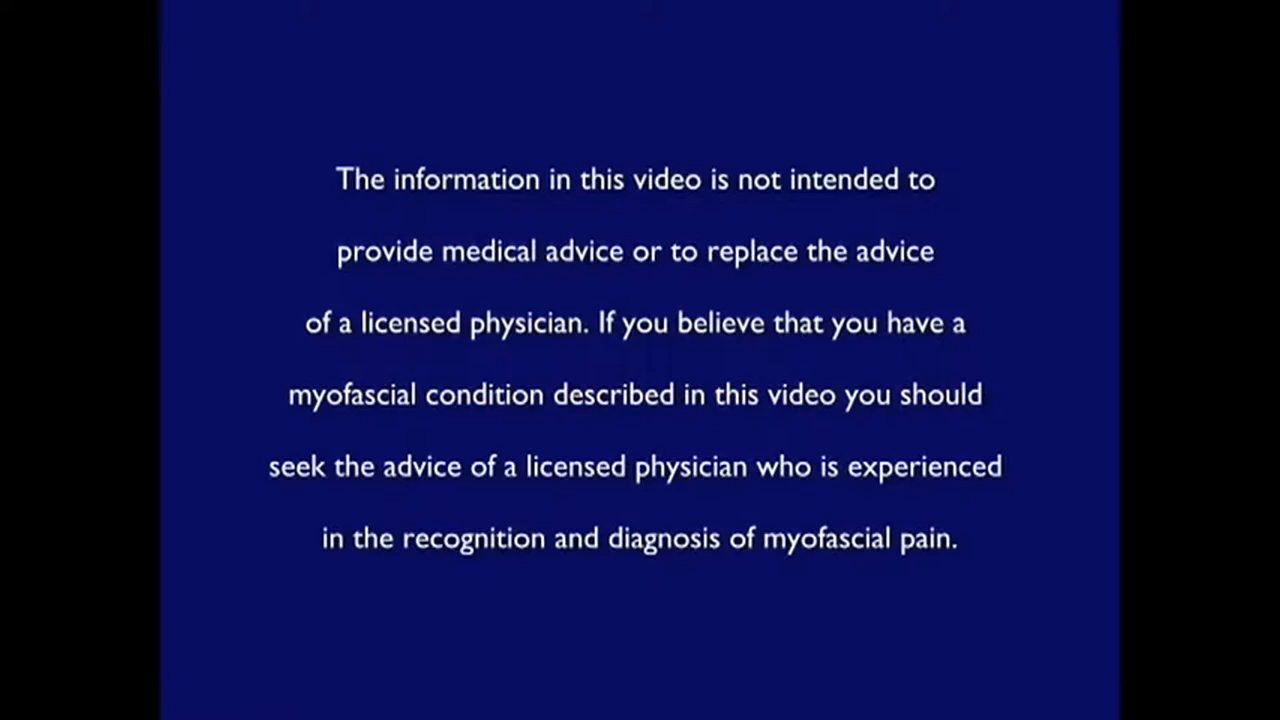 The information in this video is not intended to
provide medical advice or to replace the advice
of a licensed physician. If you believe that you have a
myofascial condition described in this video you should
seek the advice of a licensed physician who is experienced
in the recognition and diagnosis of myofascial pain.